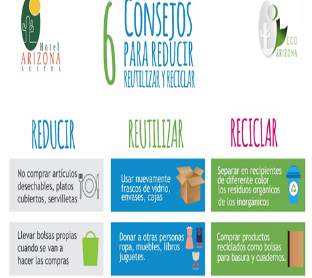 Hotel
ARIZONA
SUITES
6 CONSEJOS
PARA REDUCIR
REUTILIZAR Y RECICLAR
ECO
ARIZONA
REDUCIR
REUTILIZAR
RECICLAR
No comprar artículos
desechables, platos
cubiertos, servilletas
Usar nuevamente
frascos de vidrio,
envases, cajas
Separar en recipientes
de diferente color
los residuos orgánicos
de los inorgánicos
Llevar bolsas propias
cuando se van a
hacer las compras
Donar a otras personas
ropa, muebles, libros
juguetes.
Comprar productos
reciclados como bolsas
para basura y cuadernos.